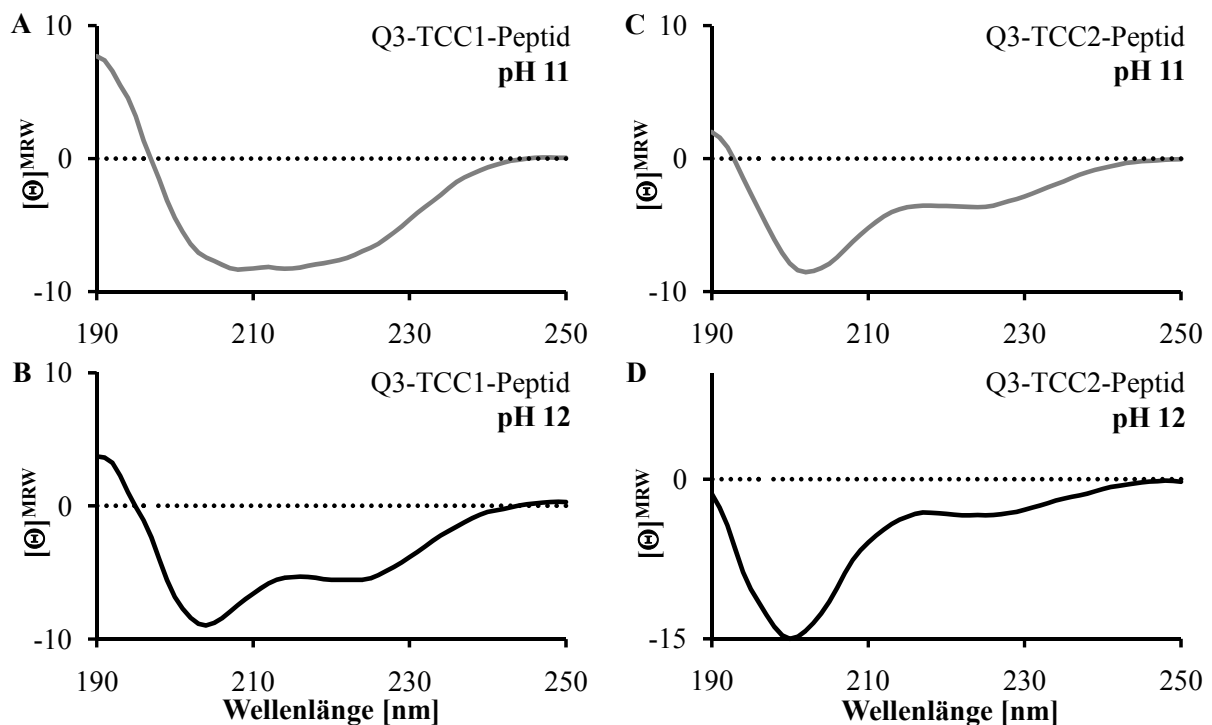 A
10
0
-10
190
210
230
250
[Θ]MRW
Q3-TCC1-Peptid
pH 11
C
10
0
-10
190
210
230
250
[Θ]MRW
Q3-TCC2-Peptid
pH 11
B
10
0
-10
190
210
230
250
[Θ]MRW
Q3-TCC1-Peptid
pH 12
Wellenlänge [nm]
D
10
0
-15
190
210
230
250
[Θ]MRW
Q3-TCC2-Peptid
pH 12
Wellenlänge [nm]